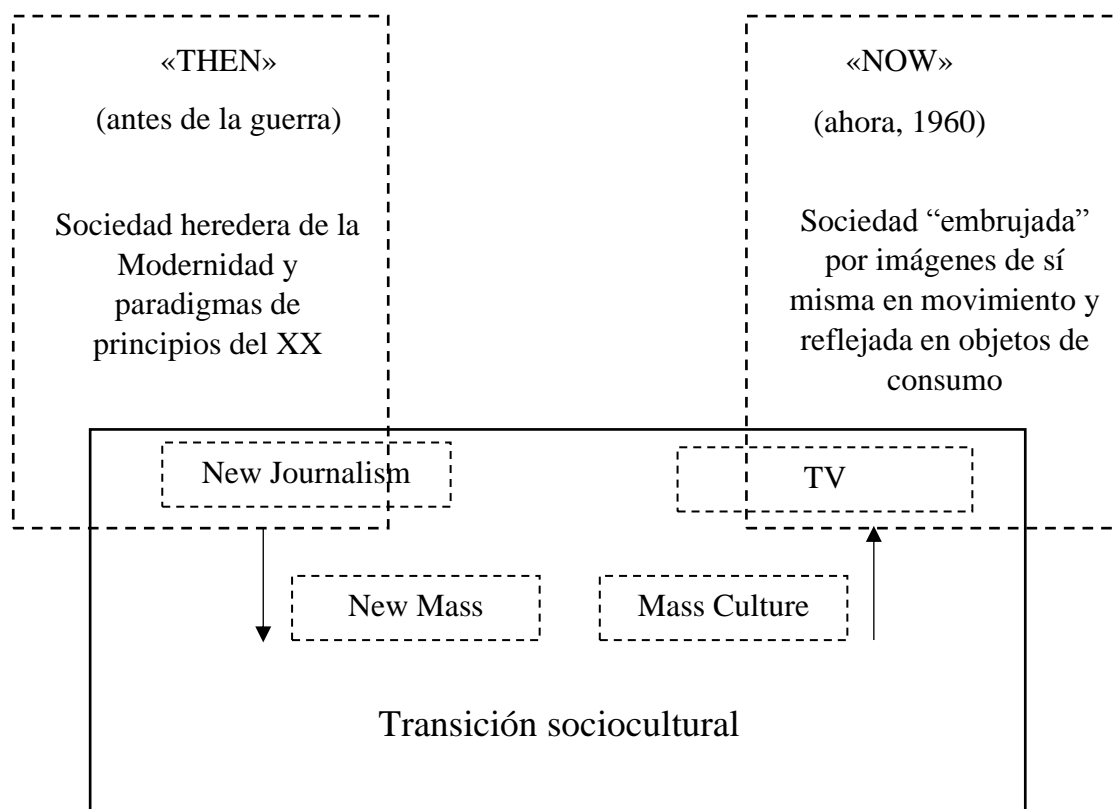 «THEN»
(antes de la guerra)
Sociedad heredera de la
Modernidad y
paradigmas de
principios del XX
«NOW»
(ahora, 1960)
Sociedad “embrujada”
por imágenes de sí
misma en movimiento y
reflejada en objetos de
consumo
New Journalism
TV
New Mass
Mass Culture
Transición sociocultural